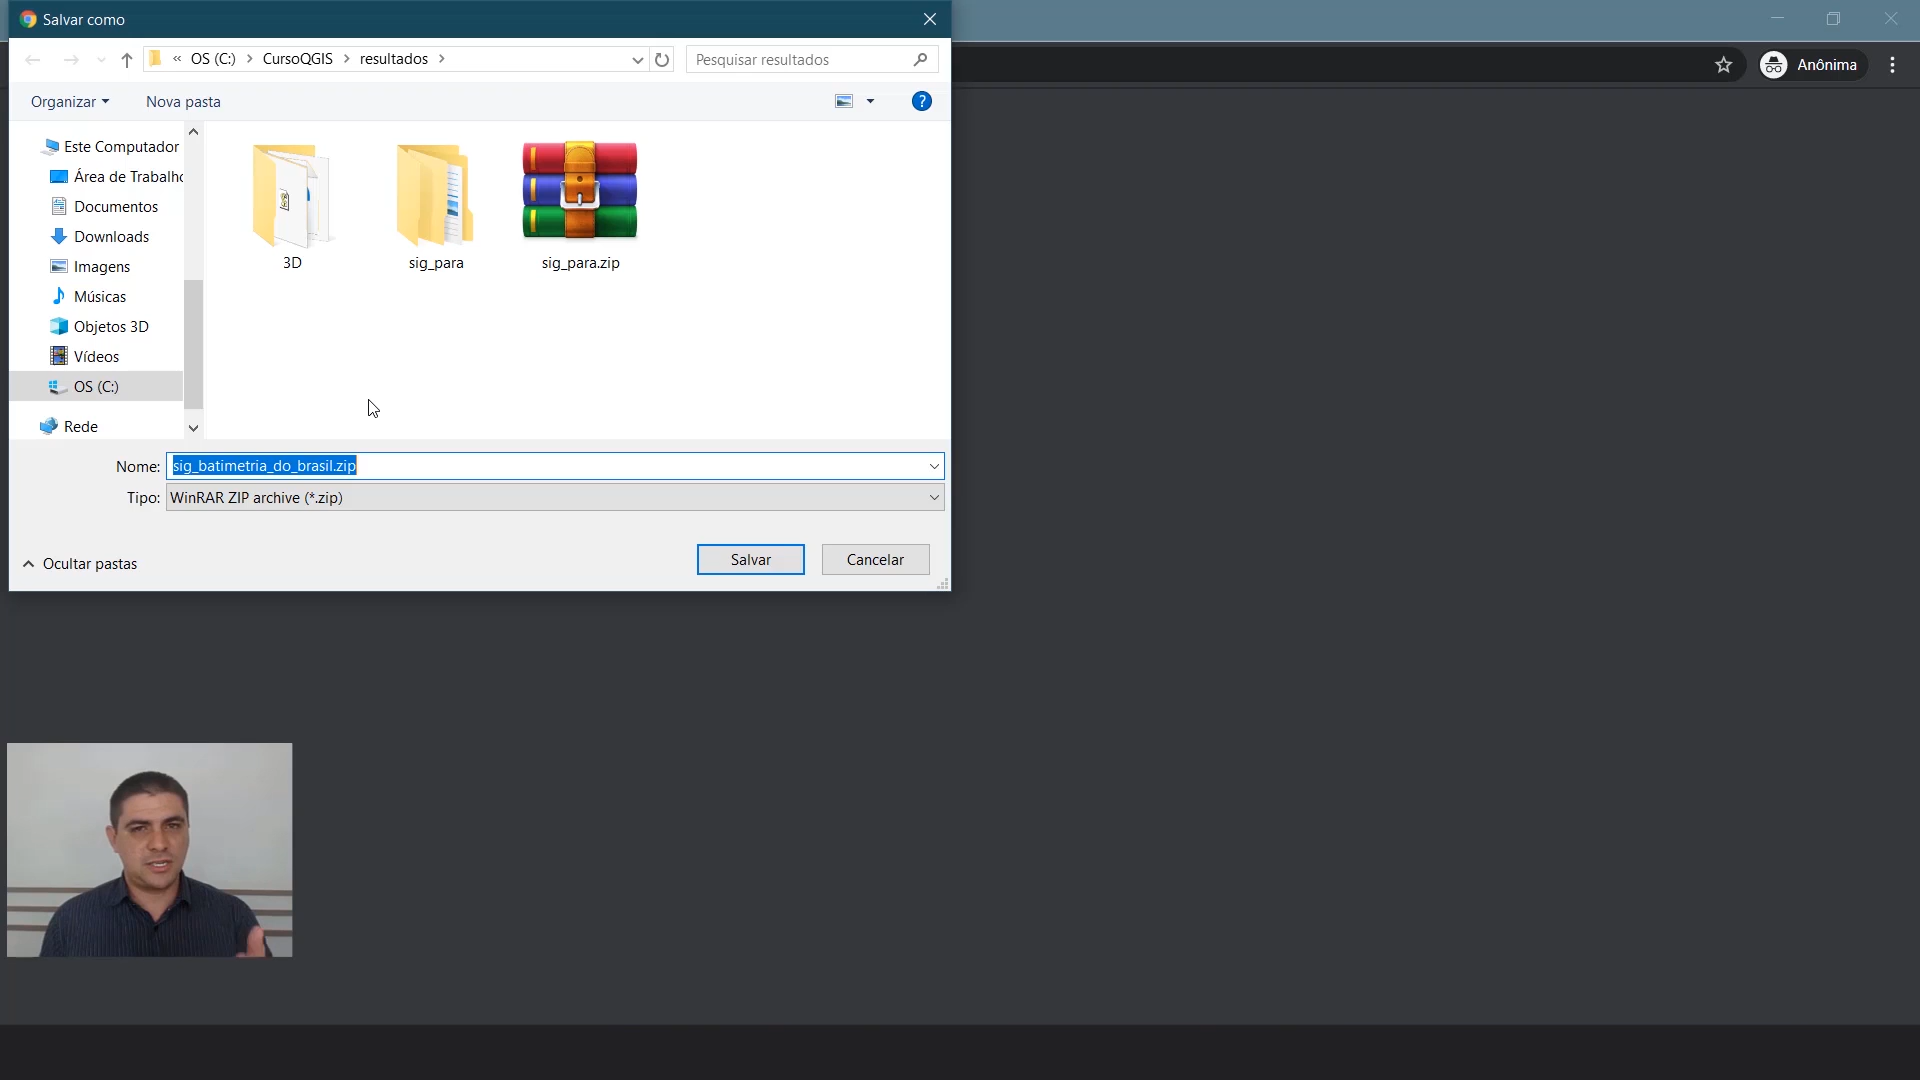 Salvar como
« OS (C:) > CursoQGIS > resultados >
Pesquisar resultados
Anônima
Organizar
Nova pasta
?
Este Computador
Área de Trabalho
Documentos
Downloads
Imagens
Músicas
Objetos 3D
Vídeos
OS (C:)
Rede
3D
sig_para
sig_para.zip
Nome: sig_batimetria_do_brasil.zip
Tipo: WinRAR ZIP archive (*.zip)
Ocultar pastas
Salvar
Cancelar